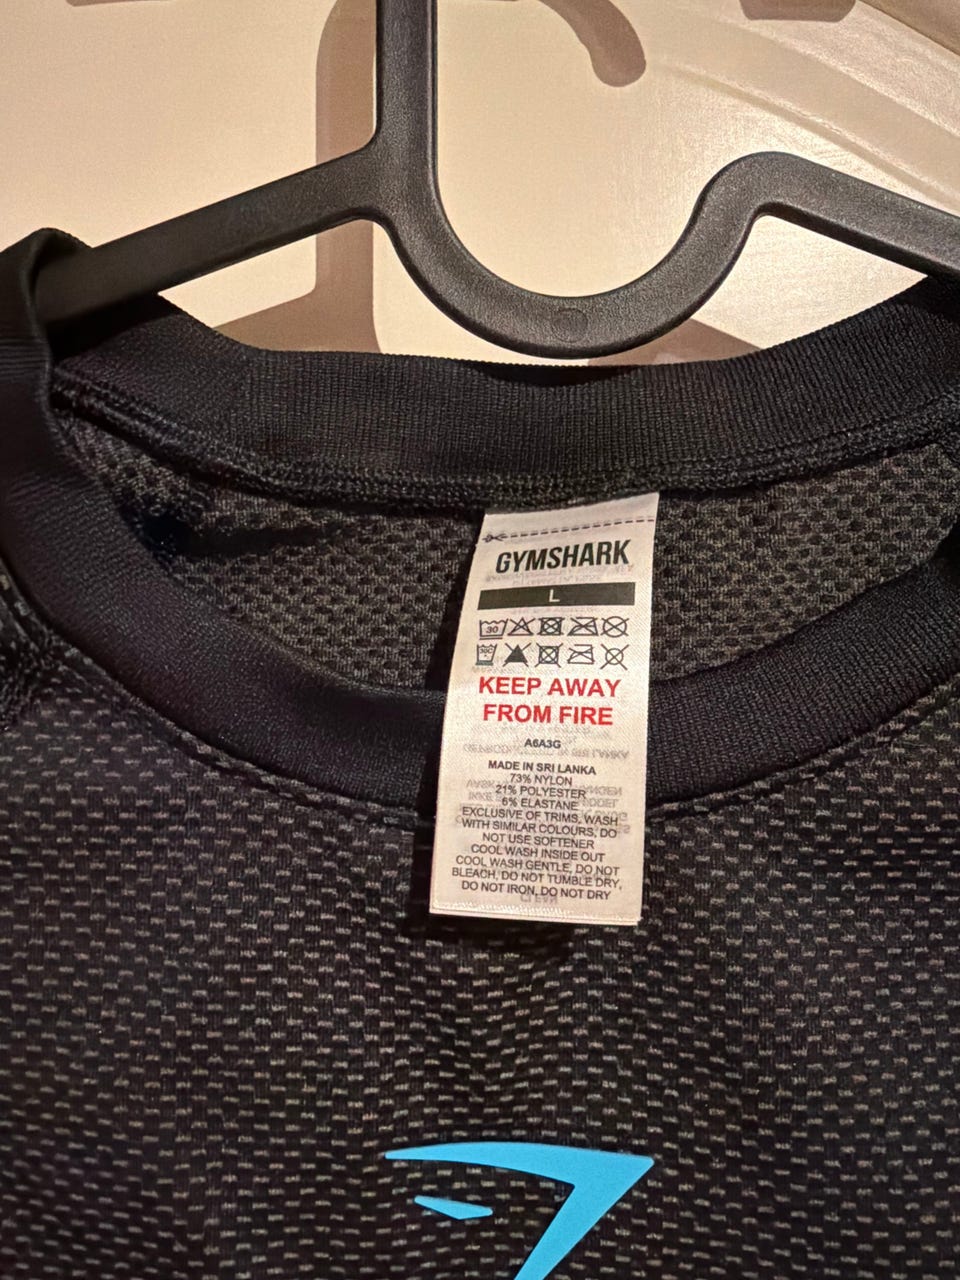 GYMSHARK
L
30
30C
KEEP AWAY
FROM FIRE
A6A3G
MADE IN SRI LANKA
73% NYLON
21% POLYESTER
6% ELASTANE
EXCLUSIVE OF TRIMS, WASH
WITH SIMILAR COLOURS, DO
NOT USE SOFTENER
COOL WASH INSIDE OUT
COOL WASH GENTLE, DO NOT
BLEACH, DO NOT TUMBLE DRY,
DO NOT IRON, DO NOT DRY